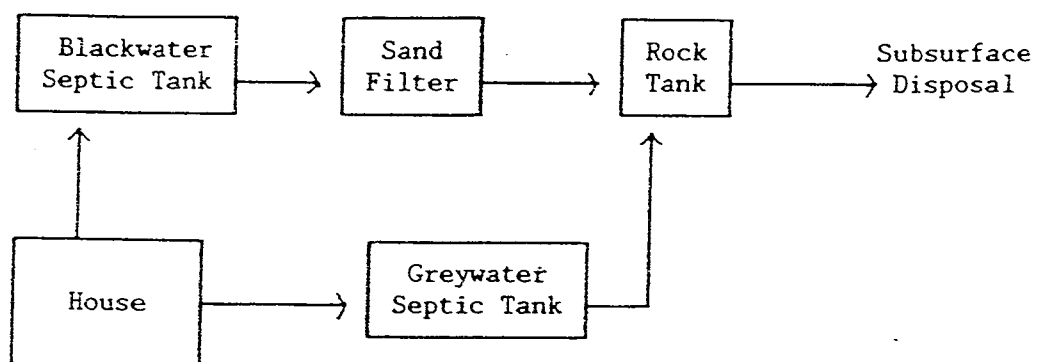 Blackwater
Septic Tank
Sand
Filter
Rock
Tank
Subsurface
Disposal
House
Greywater
Septic Tank